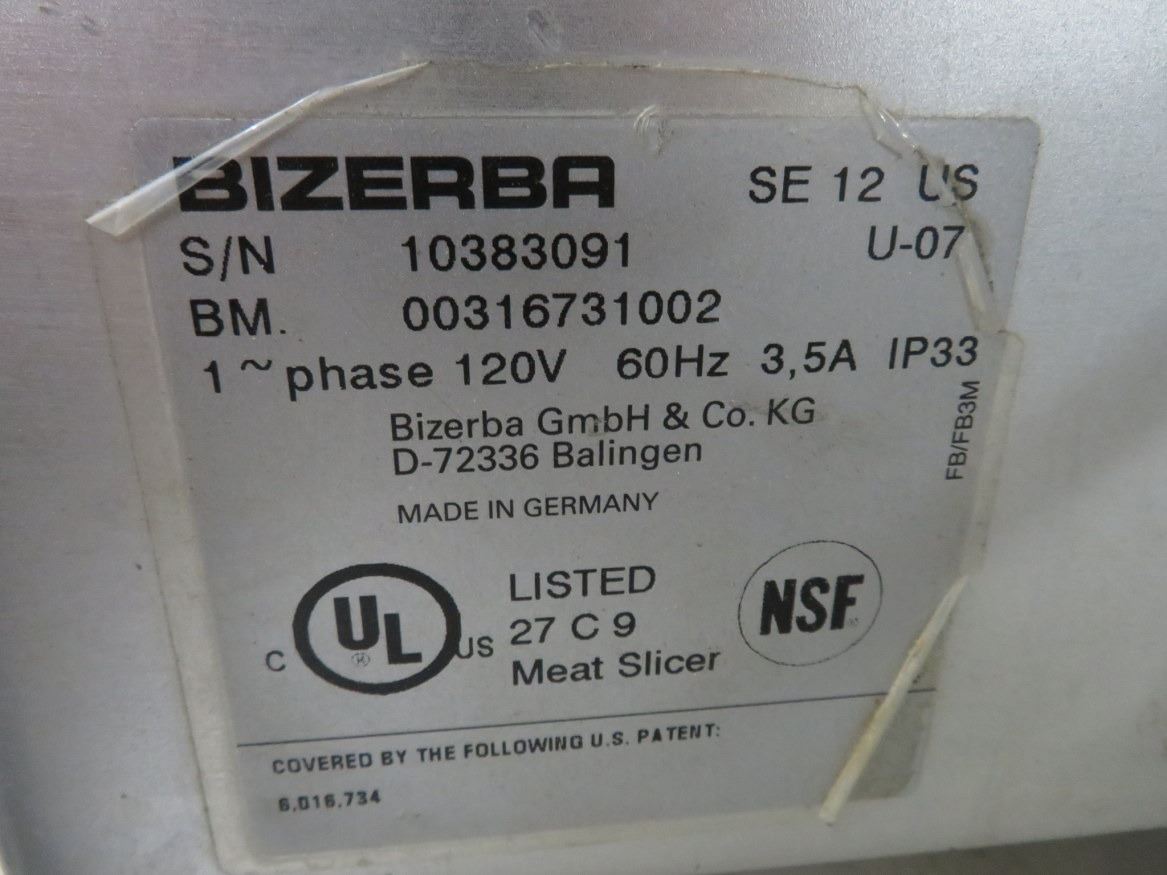 BIZERBA SE 12 US
S/N 10383091 U-07
BM. 00316731002
1 ~ phase 120V 60Hz 3,5A IP33
FB/FB3M
Bizerba GmbH & Co. KG
D-72336 Balingen
MADE IN GERMANY
C UL ® US
LISTED
27 C 9
Meat Slicer
NSF
COVERED BY THE FOLLOWING U.S. PATENT:
6,016,734